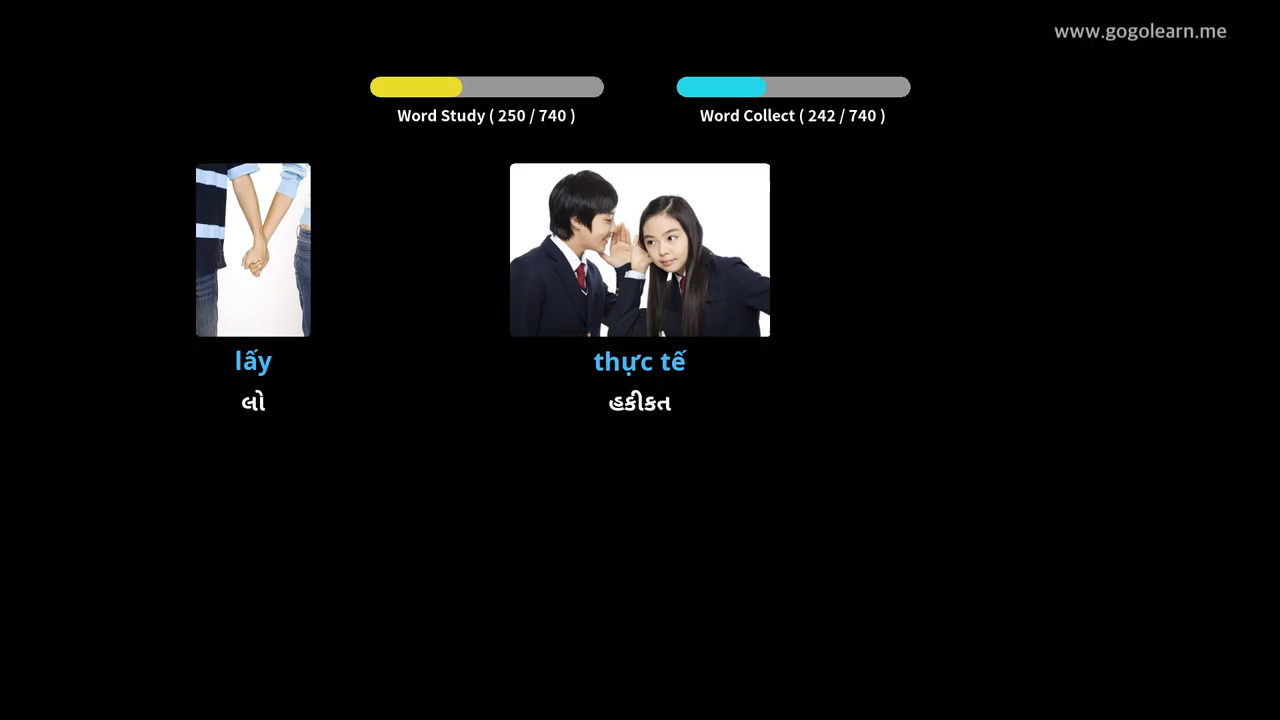 www.gogolearn.me
Word Study ( 250 / 740 )
Word Collect ( 242 / 740 )
lấy
લો
thực tế
હકીકત